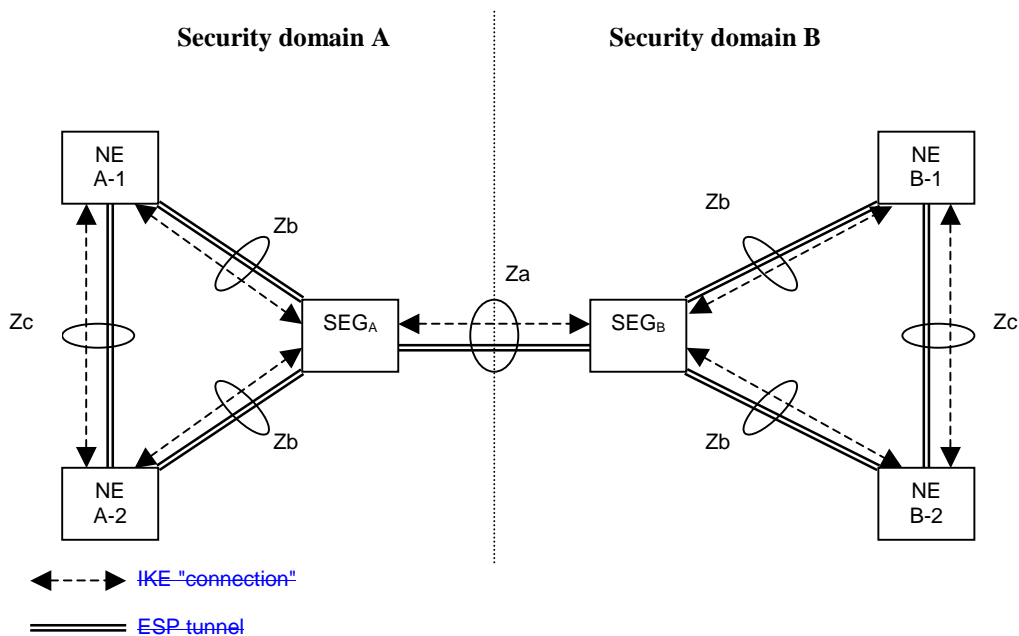 Security domain A
Security domain B
NE
A-1
NE
B-1
Zb
Zb
Za
Zc
SEGA
SEGB
Zc
Zb
Zb
NE
A-2
NE
B-2
IKE "connection"
ESP tunnel